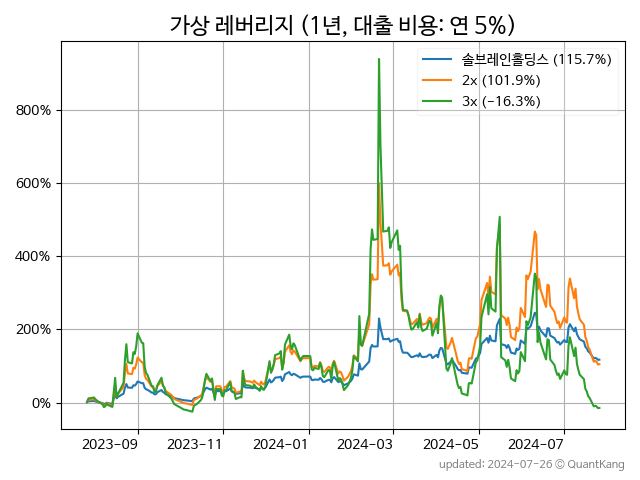 가상 레버리지 (1년, 대출 비용: 연 5%)
솔브레인홀딩스 (115.7%)
2x (101.9%)
3x (−16.3%)
800%
600%
400%
200%
0%
2023−09 2023−11 2024−01 2024−03 2024−05 2024−07
updated: 2024-07-26 © QuantKang